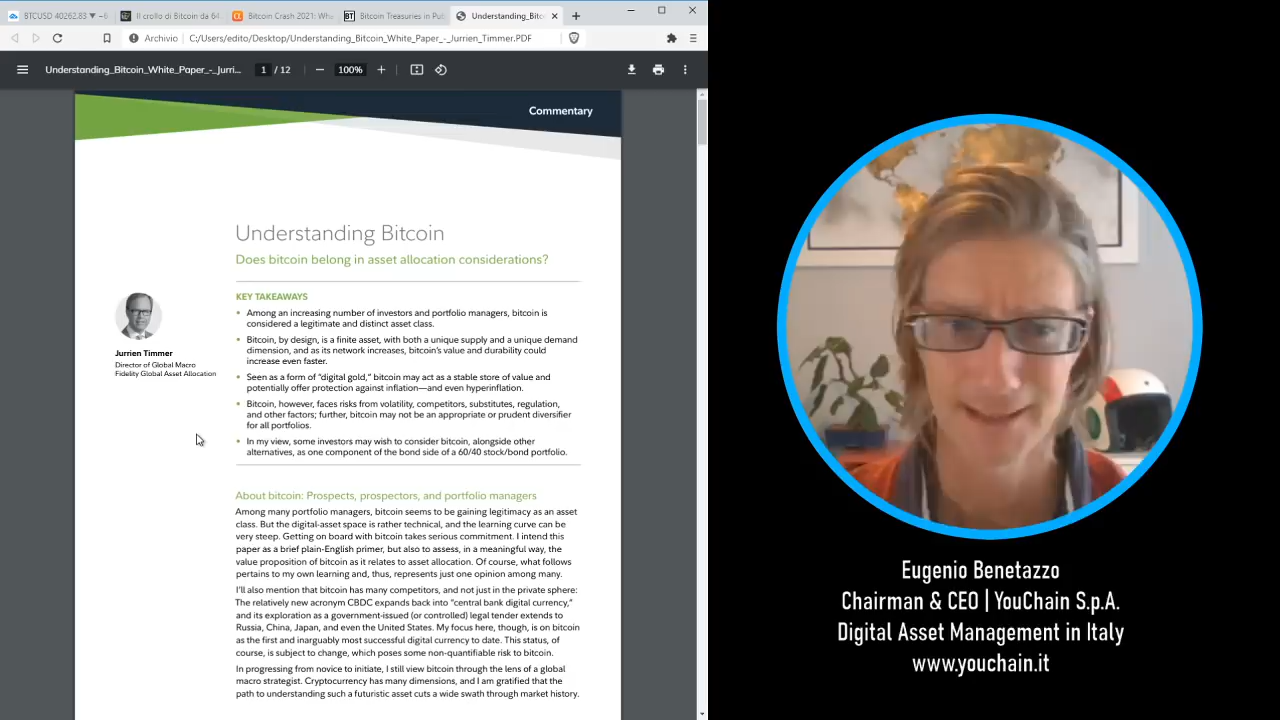 BTCUSD 40262.83 ▼ −6
Il crollo di Bitcoin da 64
Bitcoin Crash 2021: Wh
BT
Bitcoin Treasuries in Pub
Understanding_Bitc
Archivio
C:/Users/edito/Desktop/Understanding_Bitcoin_White_Paper_-_Jurrien_Timmer.PDF
Understanding_Bitcoin_White_Paper_-_Jurri...
1 / 12
100%
Commentary
Understanding Bitcoin
Does bitcoin belong in asset allocation considerations?
Jurrien Timmer
Director of Global Macro
Fidelity Global Asset Allocation
KEY TAKEAWAYS
• Among an increasing number of investors and portfolio managers, bitcoin is
considered a legitimate and distinct asset class.
• Bitcoin, by design, is a finite asset, with both a unique supply and a unique demand
dimension, and as its network increases, bitcoin's value and durability could
increase even faster.
• Seen as a form of "digital gold," bitcoin may act as a stable store of value and
potentially offer protection against inflation—and even hyperinflation.
• Bitcoin, however, faces risks from volatility, competitors, substitutes, regulation,
and other factors; further, bitcoin may not be an appropriate or prudent diversifier
for all portfolios.
• In my view, some investors may wish to consider bitcoin, alongside other
alternatives, as one component of the bond side of a 60/40 stock/bond portfolio.
About bitcoin: Prospects, prospectors, and portfolio managers
Among many portfolio managers, bitcoin seems to be gaining legitimacy as an asset
class. But the digital-asset space is rather technical, and the learning curve can be
very steep. Getting on board with bitcoin takes serious commitment. I intend this
paper as a brief plain-English primer, but also to assess, in a meaningful way, the
value proposition of bitcoin as it relates to asset allocation. Of course, what follows
pertains to my own learning and, thus, represents just one opinion among many.
I'll also mention that bitcoin has many competitors, and not just in the private sphere:
The relatively new acronym CBDC expands back into "central bank digital currency,"
and its exploration as a government-issued (or controlled) legal tender extends to
Russia, China, Japan, and even the United States. My focus here, though, is on bitcoin
as the first and inarguably most successful digital currency to date. This status, of
course, is subject to change, which poses some non-quantifiable risk to bitcoin.
In progressing from novice to initiate, I still view bitcoin through the lens of a global
macro strategist. Cryptocurrency has many dimensions, and I am gratified that the
path to understanding such a futuristic asset cuts a wide swath through market history.
Eugenio Benetazzo
Chairman & CEO | YouChain S.p.A.
Digital Asset Management in Italy
www.youchain.it